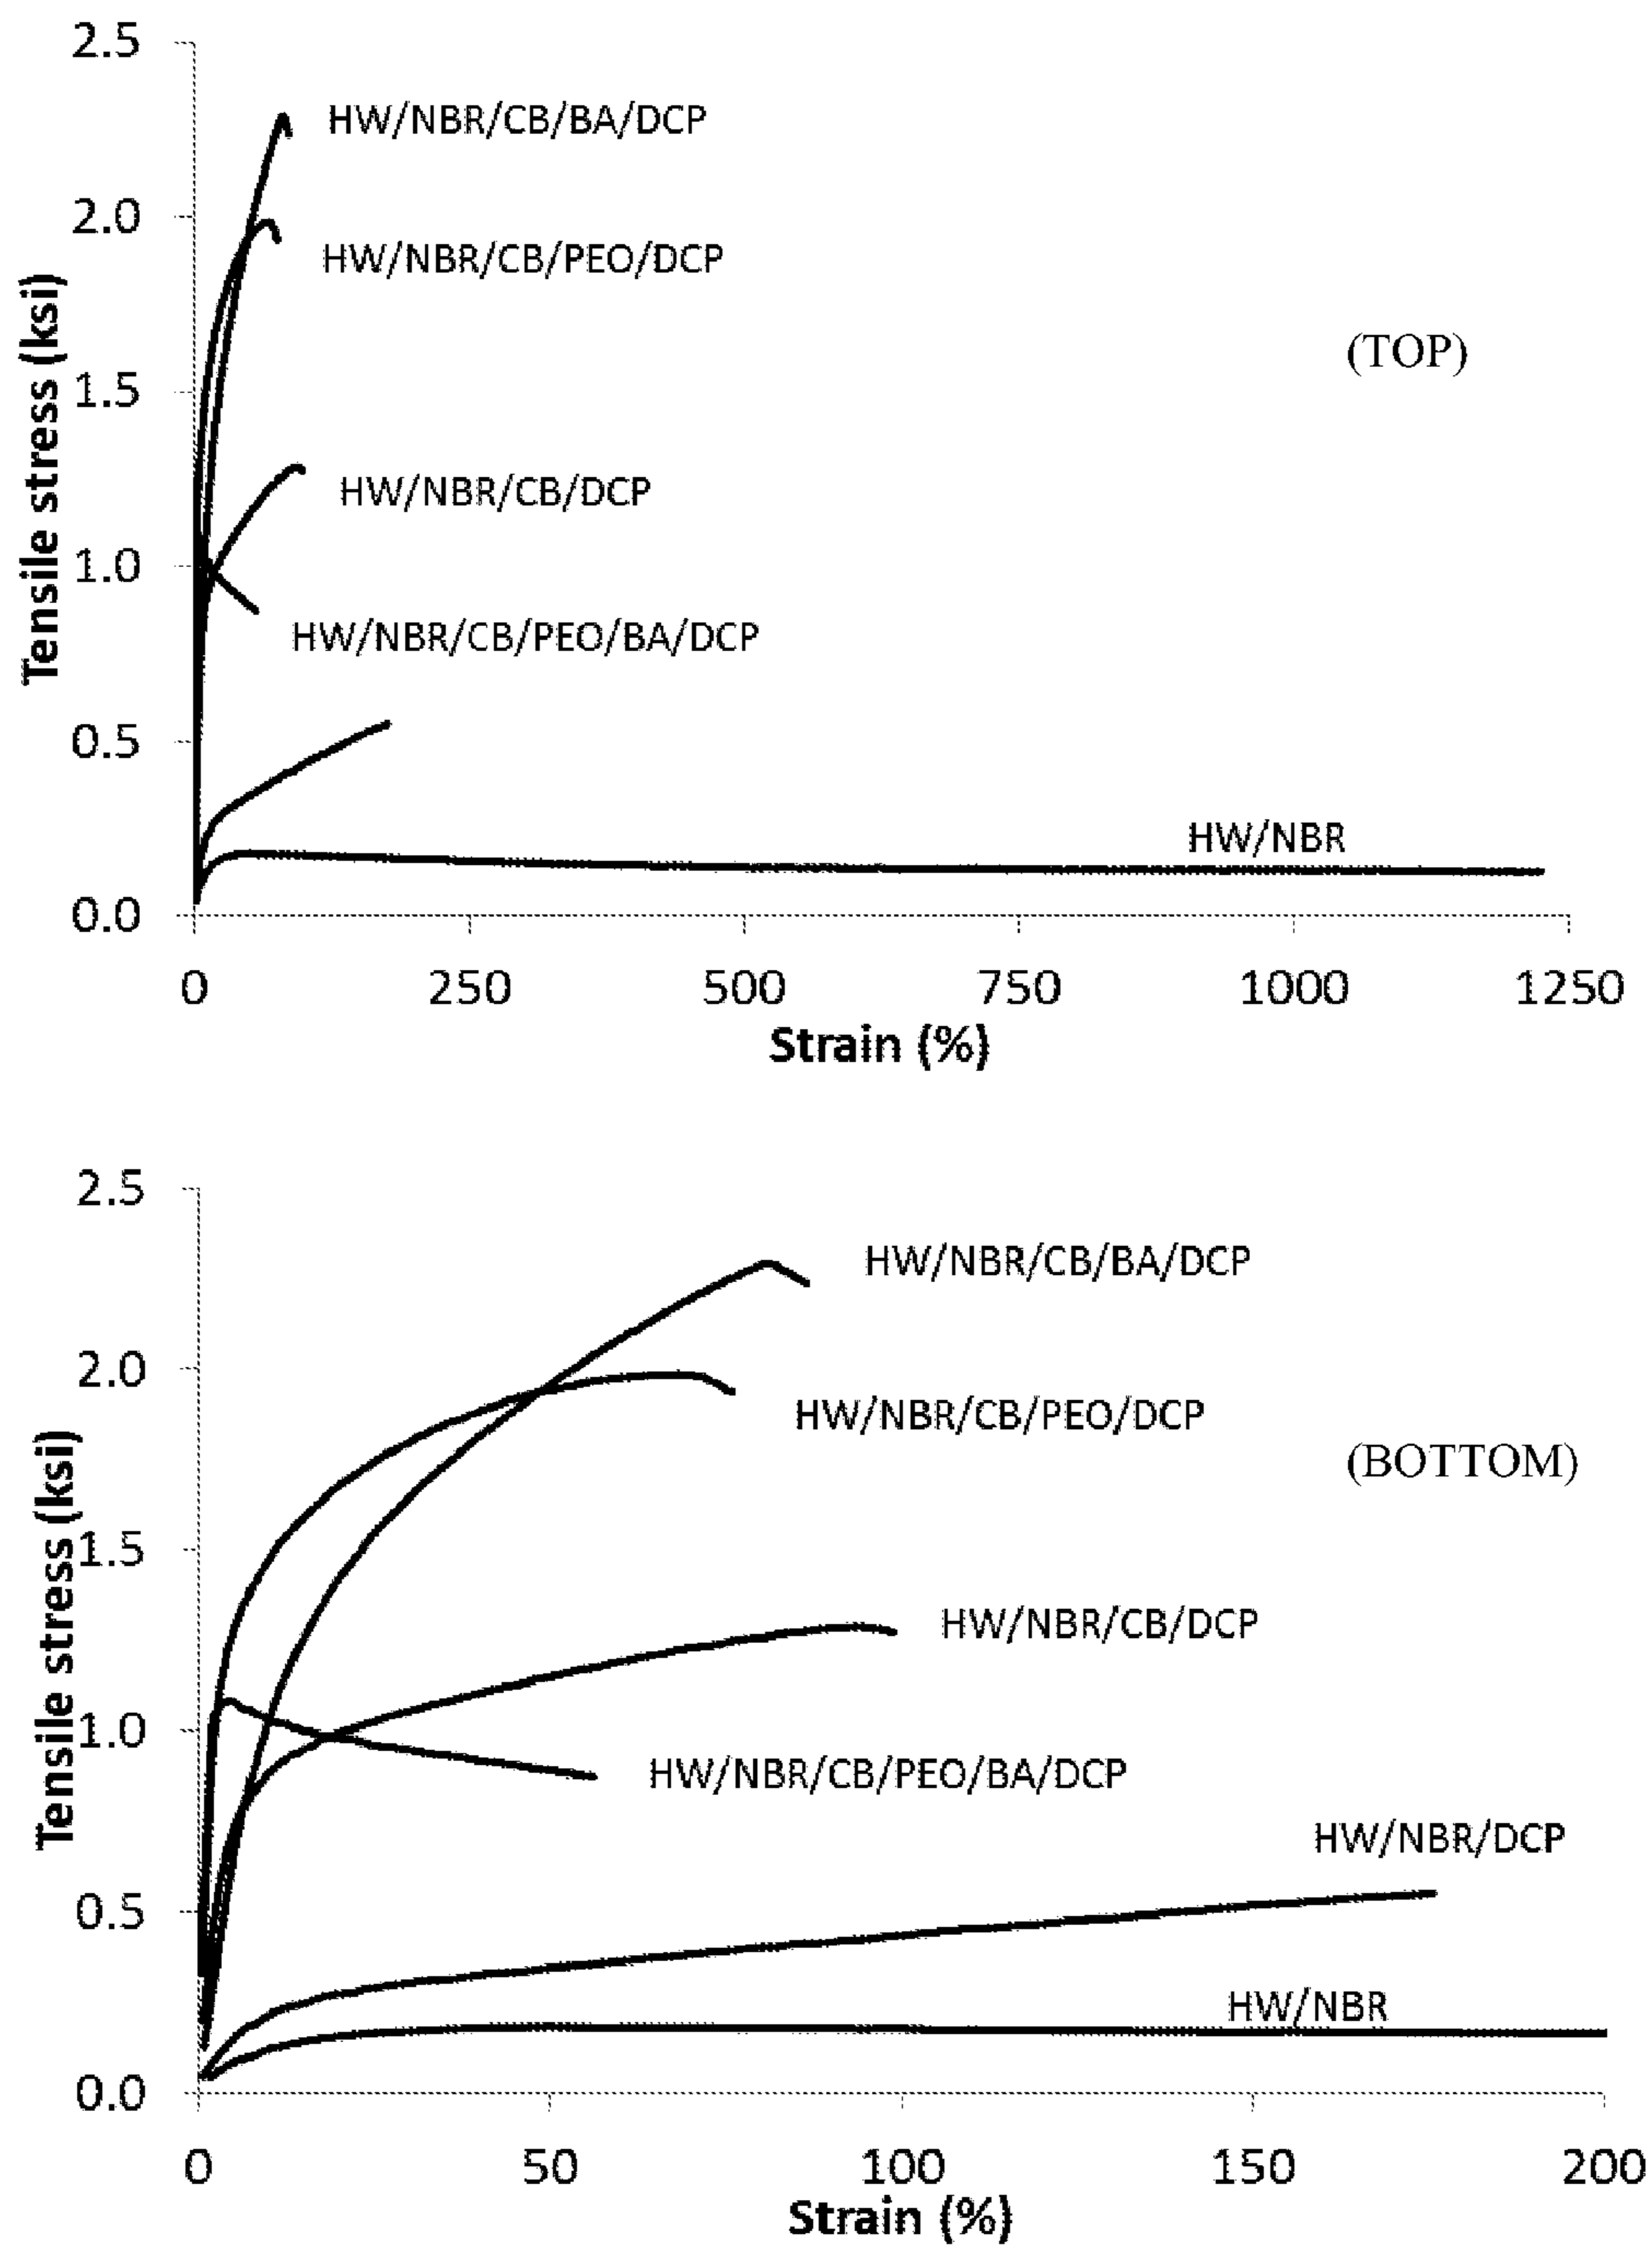 2.5
HW/NBR/CB/BA/DCP
2.0
HW/NBR/CB/PEO/DCP
(TOP)
Tensile stress (ksi)
1.5
HW/NBR/CB/DCP
1.0
HW/NBR/CB/PEO/BA/DCP
0.5
HW/NBR
0.0
0 250 500 750 1000 1250
Strain (%)
2.5
HW/NBR/CB/BA/DCP
2.0
HW/NBR/CB/PEO/DCP
(BOTTOM)
Tensile stress (ksi)
1.5
HW/NBR/CB/DCP
1.0
HW/NBR/CB/PEO/BA/DCP
HW/NBR/DCP
0.5
HW/NBR
0.0
0 50 100 150 200
Strain (%)